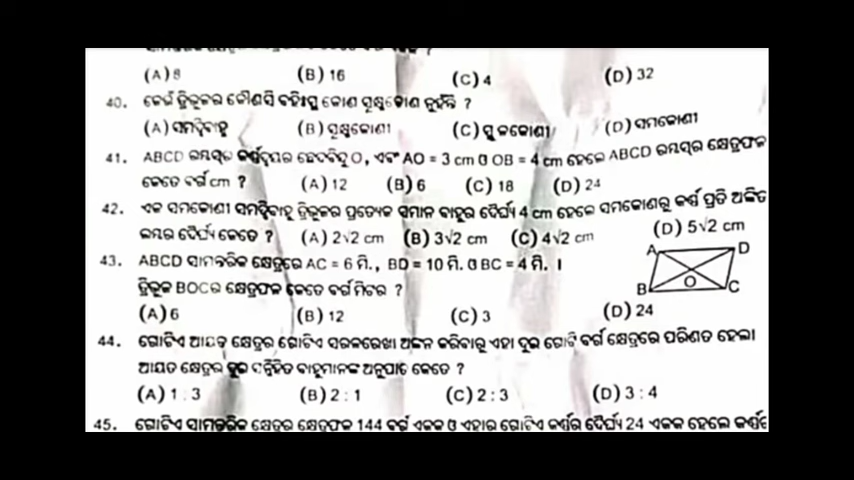 (A) 8 (B) 16 (C) 4 (D) 32
40. କେଉଁ ତ୍ରିଭୁଜର କୌଣସି ବହିଃସ୍ଥ କୋଣ ସୂକ୍ଷ୍ମକୋଣ ନୁହଁନ୍ତି ?
(A) ସମଦ୍ବିବାହୁ (B) ସୂକ୍ଷ୍ମକୋଣୀ (C) ସ୍ଥୂଳକୋଣୀ (D) ସମକୋଣୀ
41. ABCD ରମ୍ବସ୍‌ର କର୍ଣ୍ଣଦ୍ୱୟର ଛେଦବିନ୍ଦୁ O, ଏବଂ AO = 3 cm ଓ OB = 4 cm ହେଲେ ABCD ରମ୍ବସ୍‌ର କ୍ଷେତ୍ରଫଳ
କେତେ ବର୍ଗ cm ? (A) 12 (B) 6 (C) 18 (D) 24
42. ଏକ ସମକୋଣୀ ସମଦ୍ବିବାହୁ ତ୍ରିଭୁଜର ପ୍ରତ୍ୟେକ ସମାନ ବାହୁର ଦୈର୍ଘ୍ୟ 4 cm ହେଲେ ସମକୋଣରୁ କର୍ଣ୍ଣ ପ୍ରତି ଅଙ୍କିତ
ଲମ୍ବର ଦୈର୍ଘ୍ୟ କେତେ ? (A) 2√2 cm (B) 3√2 cm (C) 4√2 cm (D) 5√2 cm
43. ABCD ସାମନ୍ତରିକ କ୍ଷେତ୍ରରେ AC = 6 ମି., BD = 10 ମି. ଓ BC = 4 ମି. ।
A D
ତ୍ରିଭୁଜ BOCର କ୍ଷେତ୍ରଫଳ କେତେ ବର୍ଗ ମିଟର ?
B O C
(A) 6 (B) 12 (C) 3 (D) 24
44. ଗୋଟିଏ ଆୟତ କ୍ଷେତ୍ରର ଗୋଟିଏ ସରଳରେଖା ଅଙ୍କନ କରିବାରୁ ଏହା ଦୁଇ ଗୋଟି ବର୍ଗ କ୍ଷେତ୍ରରେ ପରିଣତ ହେଲା
ଆୟତ କ୍ଷେତ୍ରର ଦୁଇ ସନ୍ନିହିତ ବାହୁମାନଙ୍କ ଅନୁପାତ କେତେ ?
(A) 1 : 3 (B) 2 : 1 (C) 2 : 3 (D) 3 : 4
45. ଗୋଟିଏ ସାମନ୍ତରିକ କ୍ଷେତ୍ରର କ୍ଷେତ୍ରଫଳ 144 ବର୍ଗ ଏକକ ଓ ଏହାର ଗୋଟିଏ କର୍ଣ୍ଣର ଦୈର୍ଘ୍ୟ 24 ଏକକ ହେଲେ